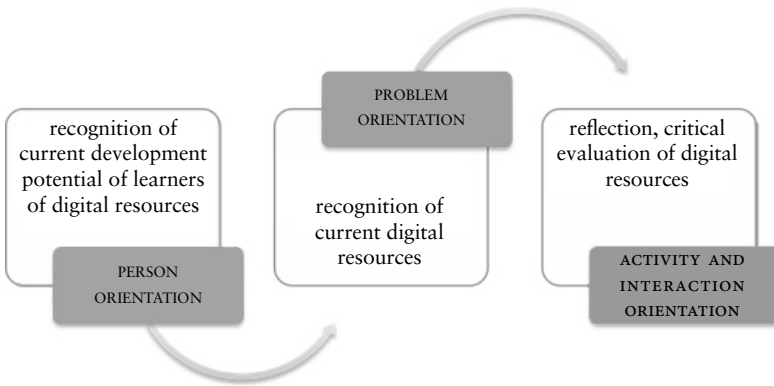 recognition of
current development
potential of learners
of digital resources
PERSON
ORIENTATION
PROBLEM
ORIENTATION
recognition of
current digital
resources
reflection, critical
evaluation of digital
resources
ACTIVITY AND
INTERACTION
ORIENTATION